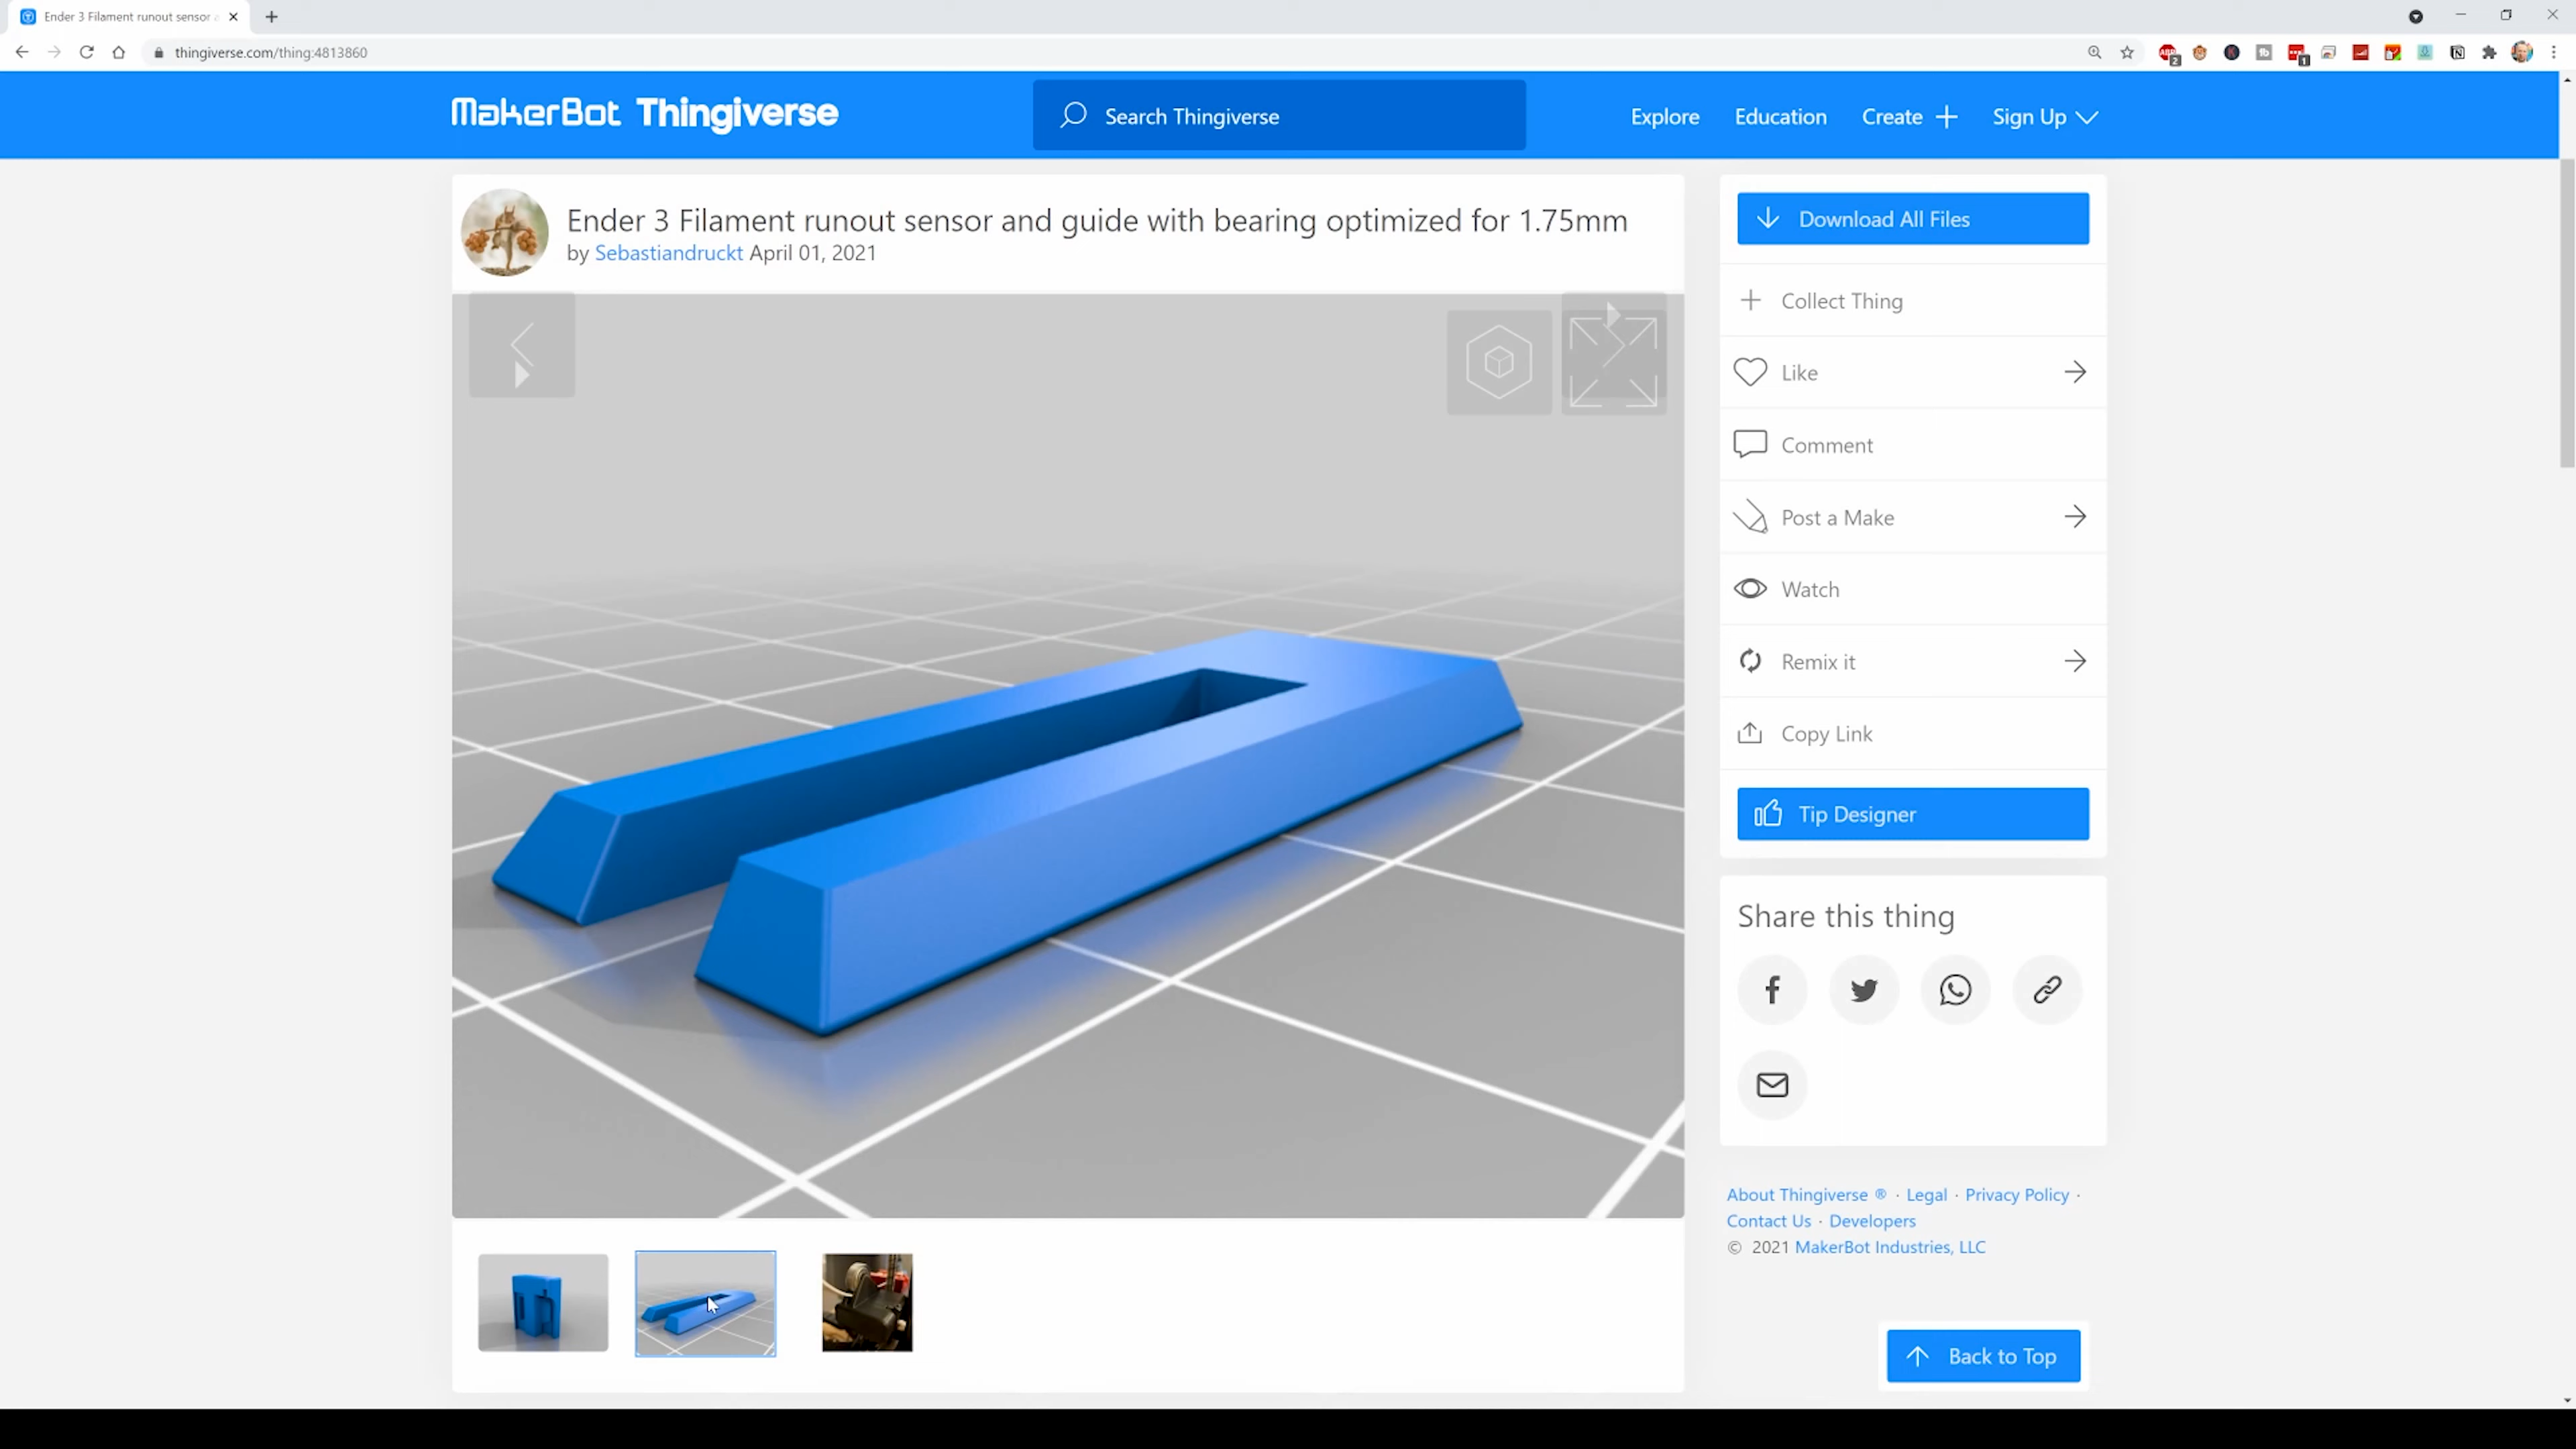 Ender 3 Filament runout sensor a
thingiverse.com/thing:4813860
2
1
MakerBot Thingiverse
Search Thingiverse
Explore
Education
Create
Sign Up
Ender 3 Filament runout sensor and guide with bearing optimized for 1.75mm
by Sebastiandruckt April 01, 2021
Download All Files
Collect Thing
Like
Comment
Post a Make
Watch
Remix it
Copy Link
Tip Designer
Share this thing
About Thingiverse ® · Legal · Privacy Policy ·
Contact Us · Developers
© 2021 MakerBot Industries, LLC
Back to Top